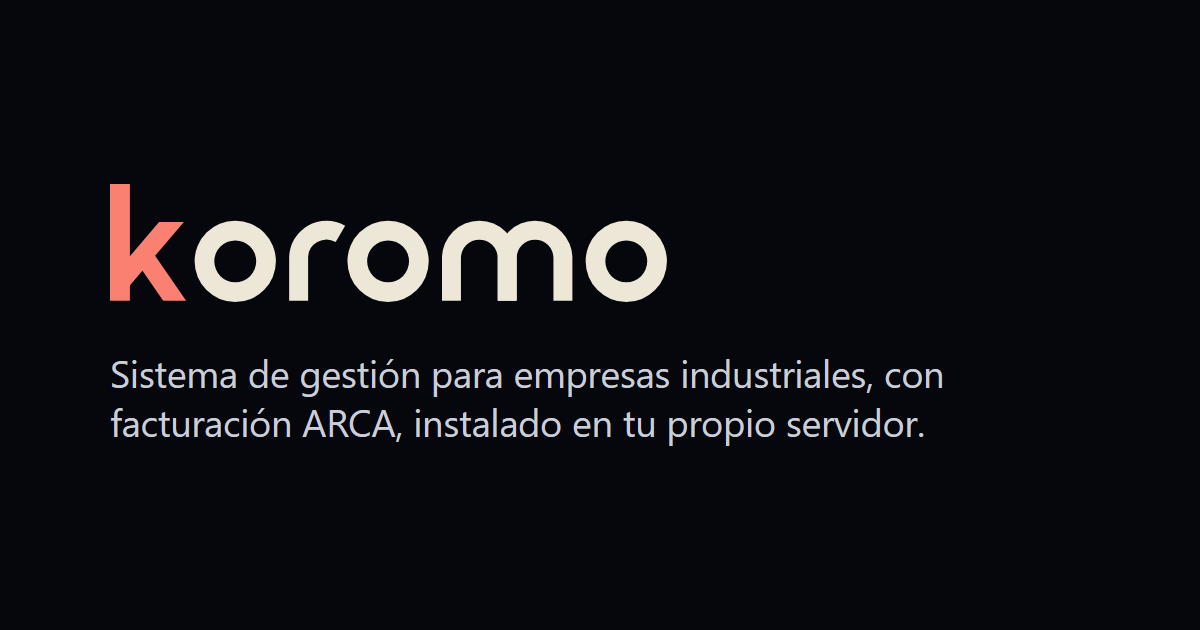 koromo
Sistema de gestión para empresas industriales, con
facturación ARCA, instalado en tu propio servidor.